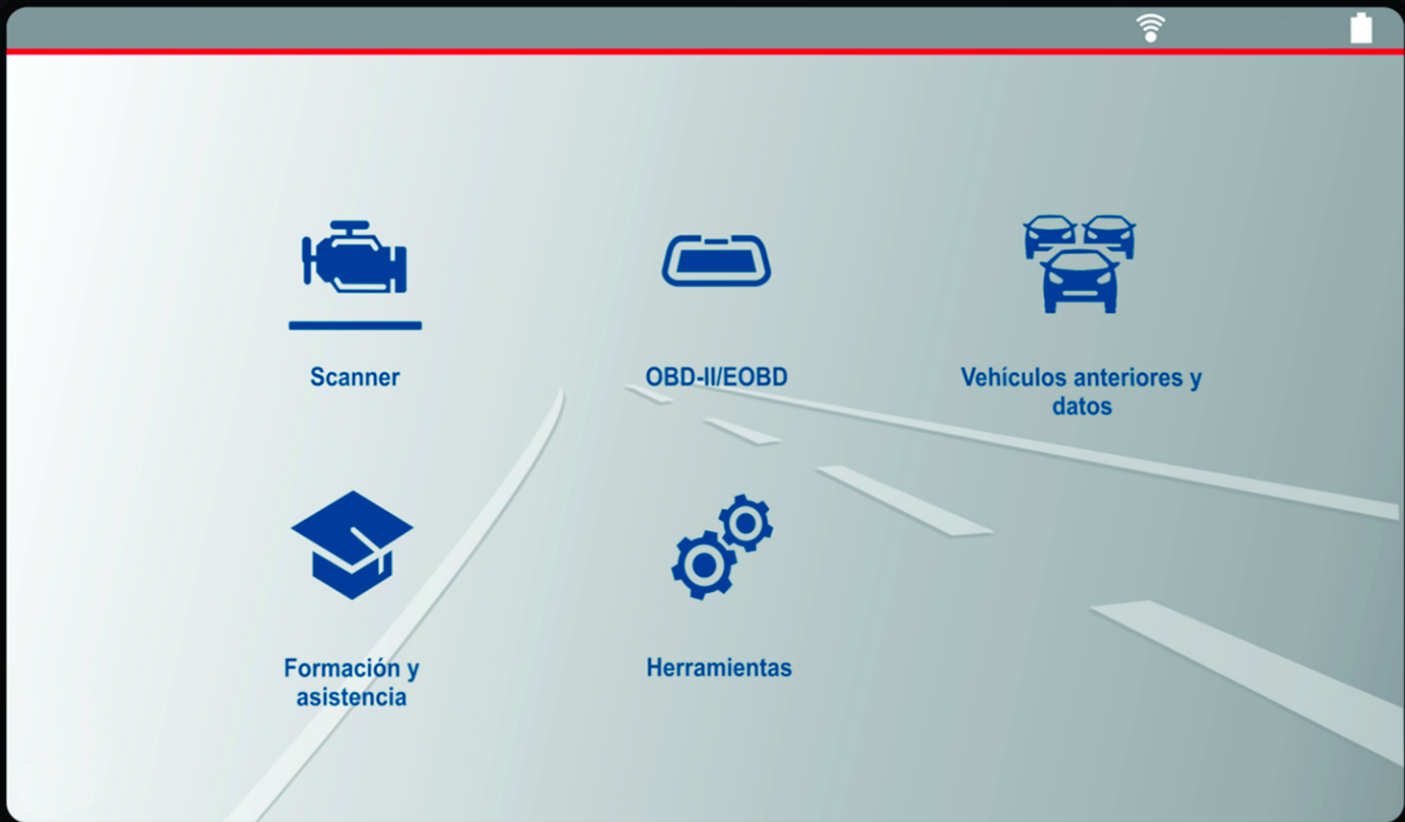 Scanner
OBD-II/EOBD
Vehículos anteriores y
datos
Formación y
asistencia
Herramientas